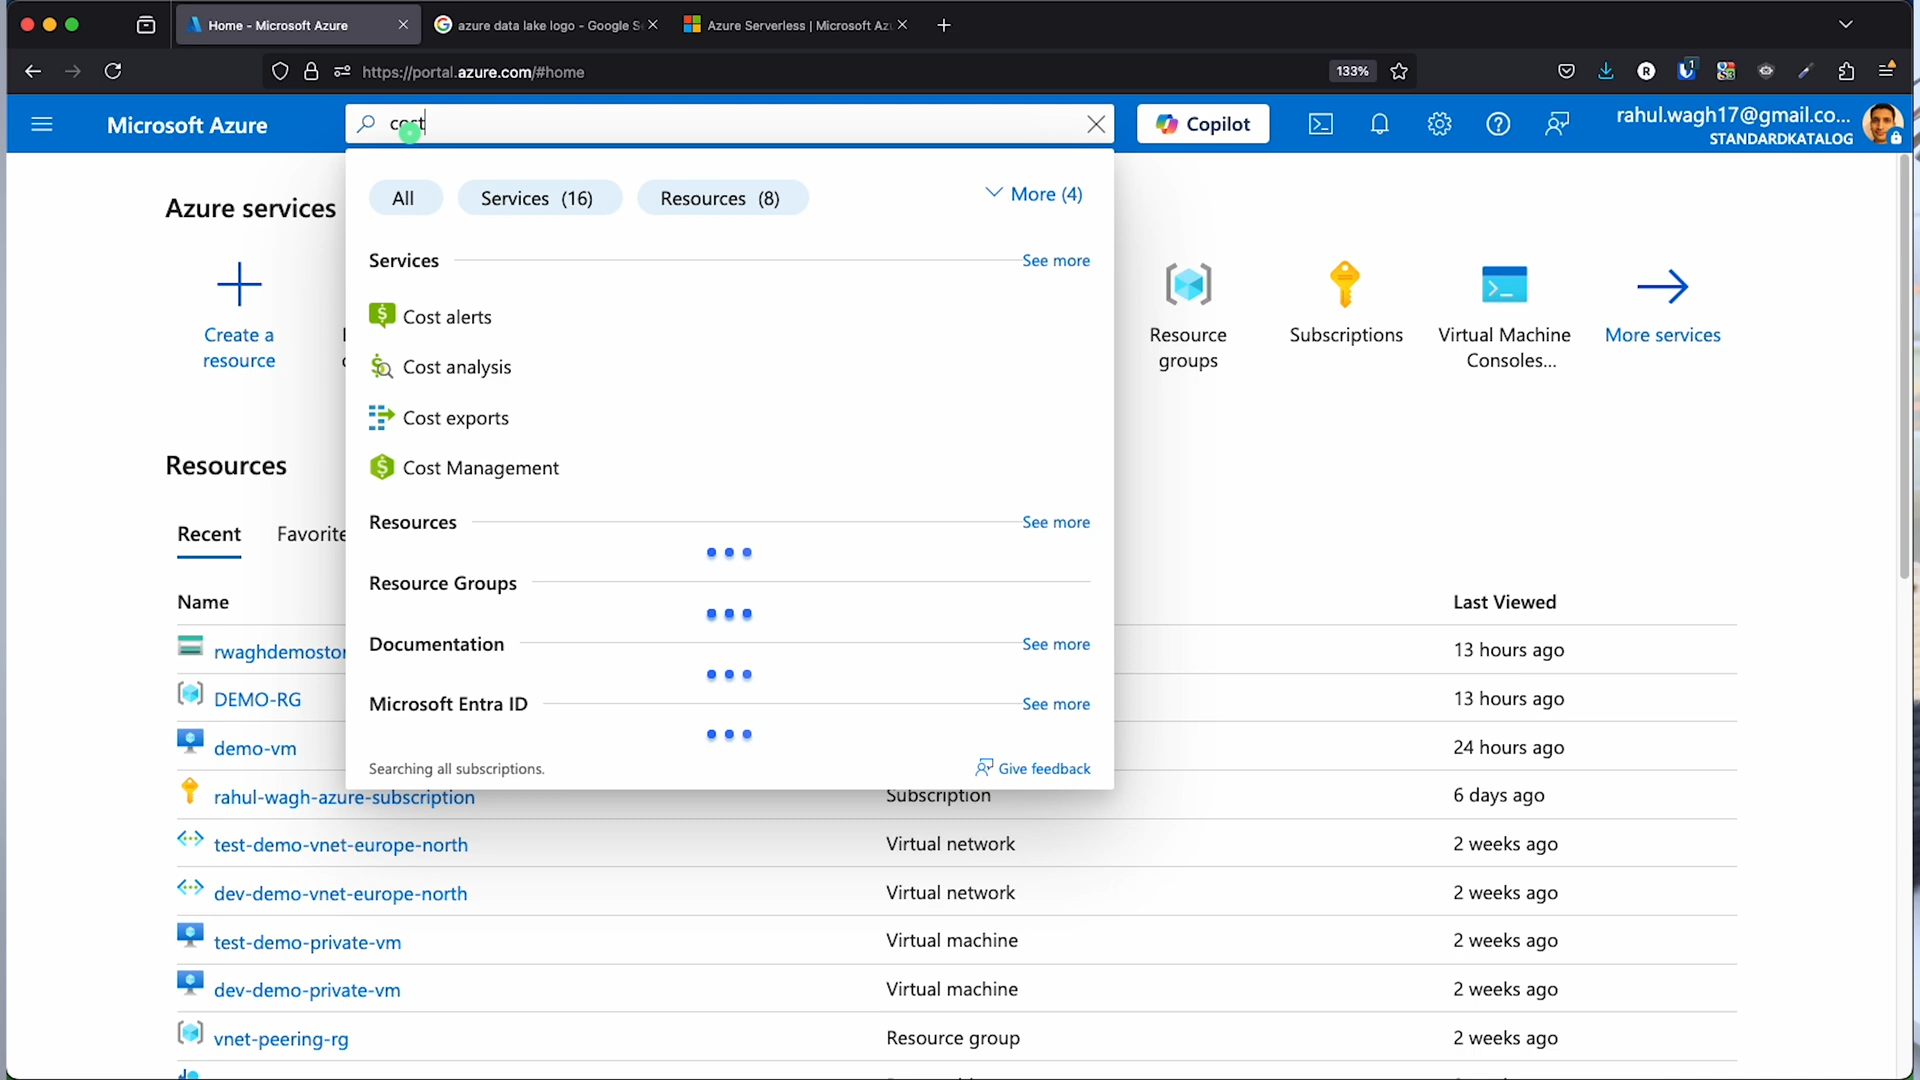 Home - Microsoft Azure
azure data lake logo - Google S
Azure Serverless | Microsoft Az
https://portal.azure.com/#home
133%
R
1
Microsoft Azure
cost
Copilot
rahul.wagh17@gmail.co...
STANDARDKATALOG
All
Services (16)
Resources (8)
More (4)
Azure services
Services
See more
Create a
resource
Cost alerts
Cost analysis
Cost exports
Cost Management
Resource
groups
Subscriptions
Virtual Machine
Consoles...
More services
Resources
Recent
Favorite
Resources
See more
Resource Groups
Documentation
See more
Microsoft Entra ID
See more
Searching all subscriptions.
Give feedback
Name
Last Viewed
rwaghdemostor
13 hours ago
DEMO-RG
13 hours ago
demo-vm
24 hours ago
rahul-wagh-azure-subscription
Subscription
6 days ago
test-demo-vnet-europe-north
Virtual network
2 weeks ago
dev-demo-vnet-europe-north
Virtual network
2 weeks ago
test-demo-private-vm
Virtual machine
2 weeks ago
dev-demo-private-vm
Virtual machine
2 weeks ago
vnet-peering-rg
Resource group
2 weeks ago